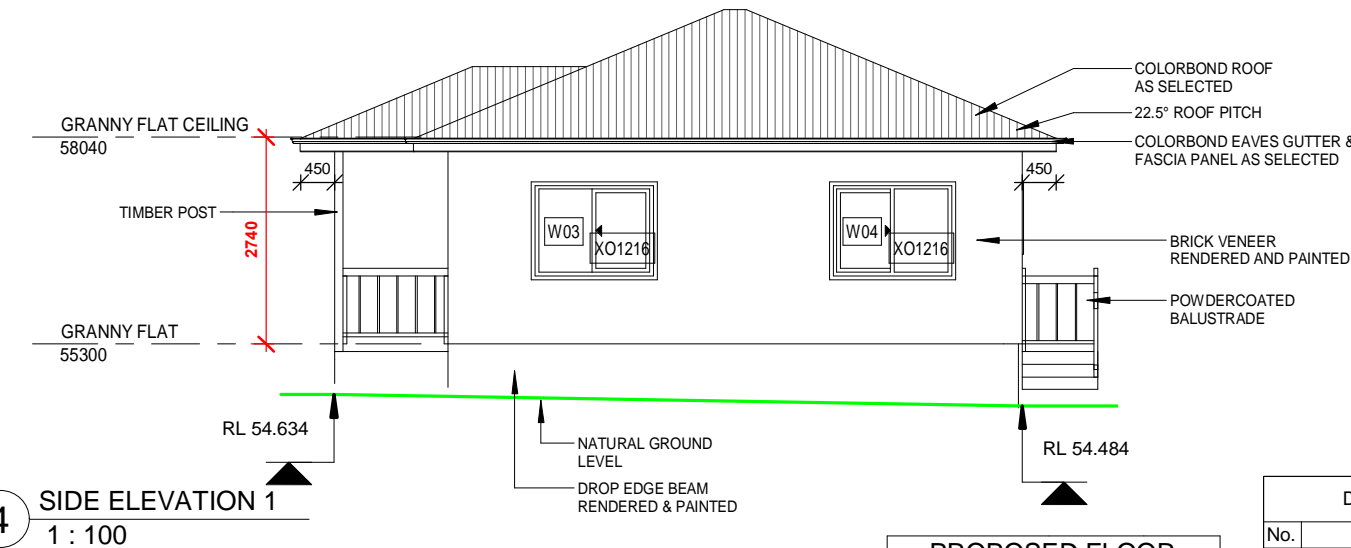 COLORBOND ROOF
AS SELECTED
22.5° ROOF PITCH
COLORBOND EAVES GUTTER &
FASCIA PANEL AS SELECTED
GRANNY FLAT CEILING
58040
450
450
TIMBER POST
2740
W03
XO1216
W04
XO1216
BRICK VENEER
RENDERED AND PAINTED
POWDERCOATED
BALUSTRADE
GRANNY FLAT
55300
RL 54.634
NATURAL GROUND
LEVEL
RL 54.484
DROP EDGE BEAM
RENDERED & PAINTED
4
SIDE ELEVATION 1
1 : 100
PROPOSED FLOOR
D
No.